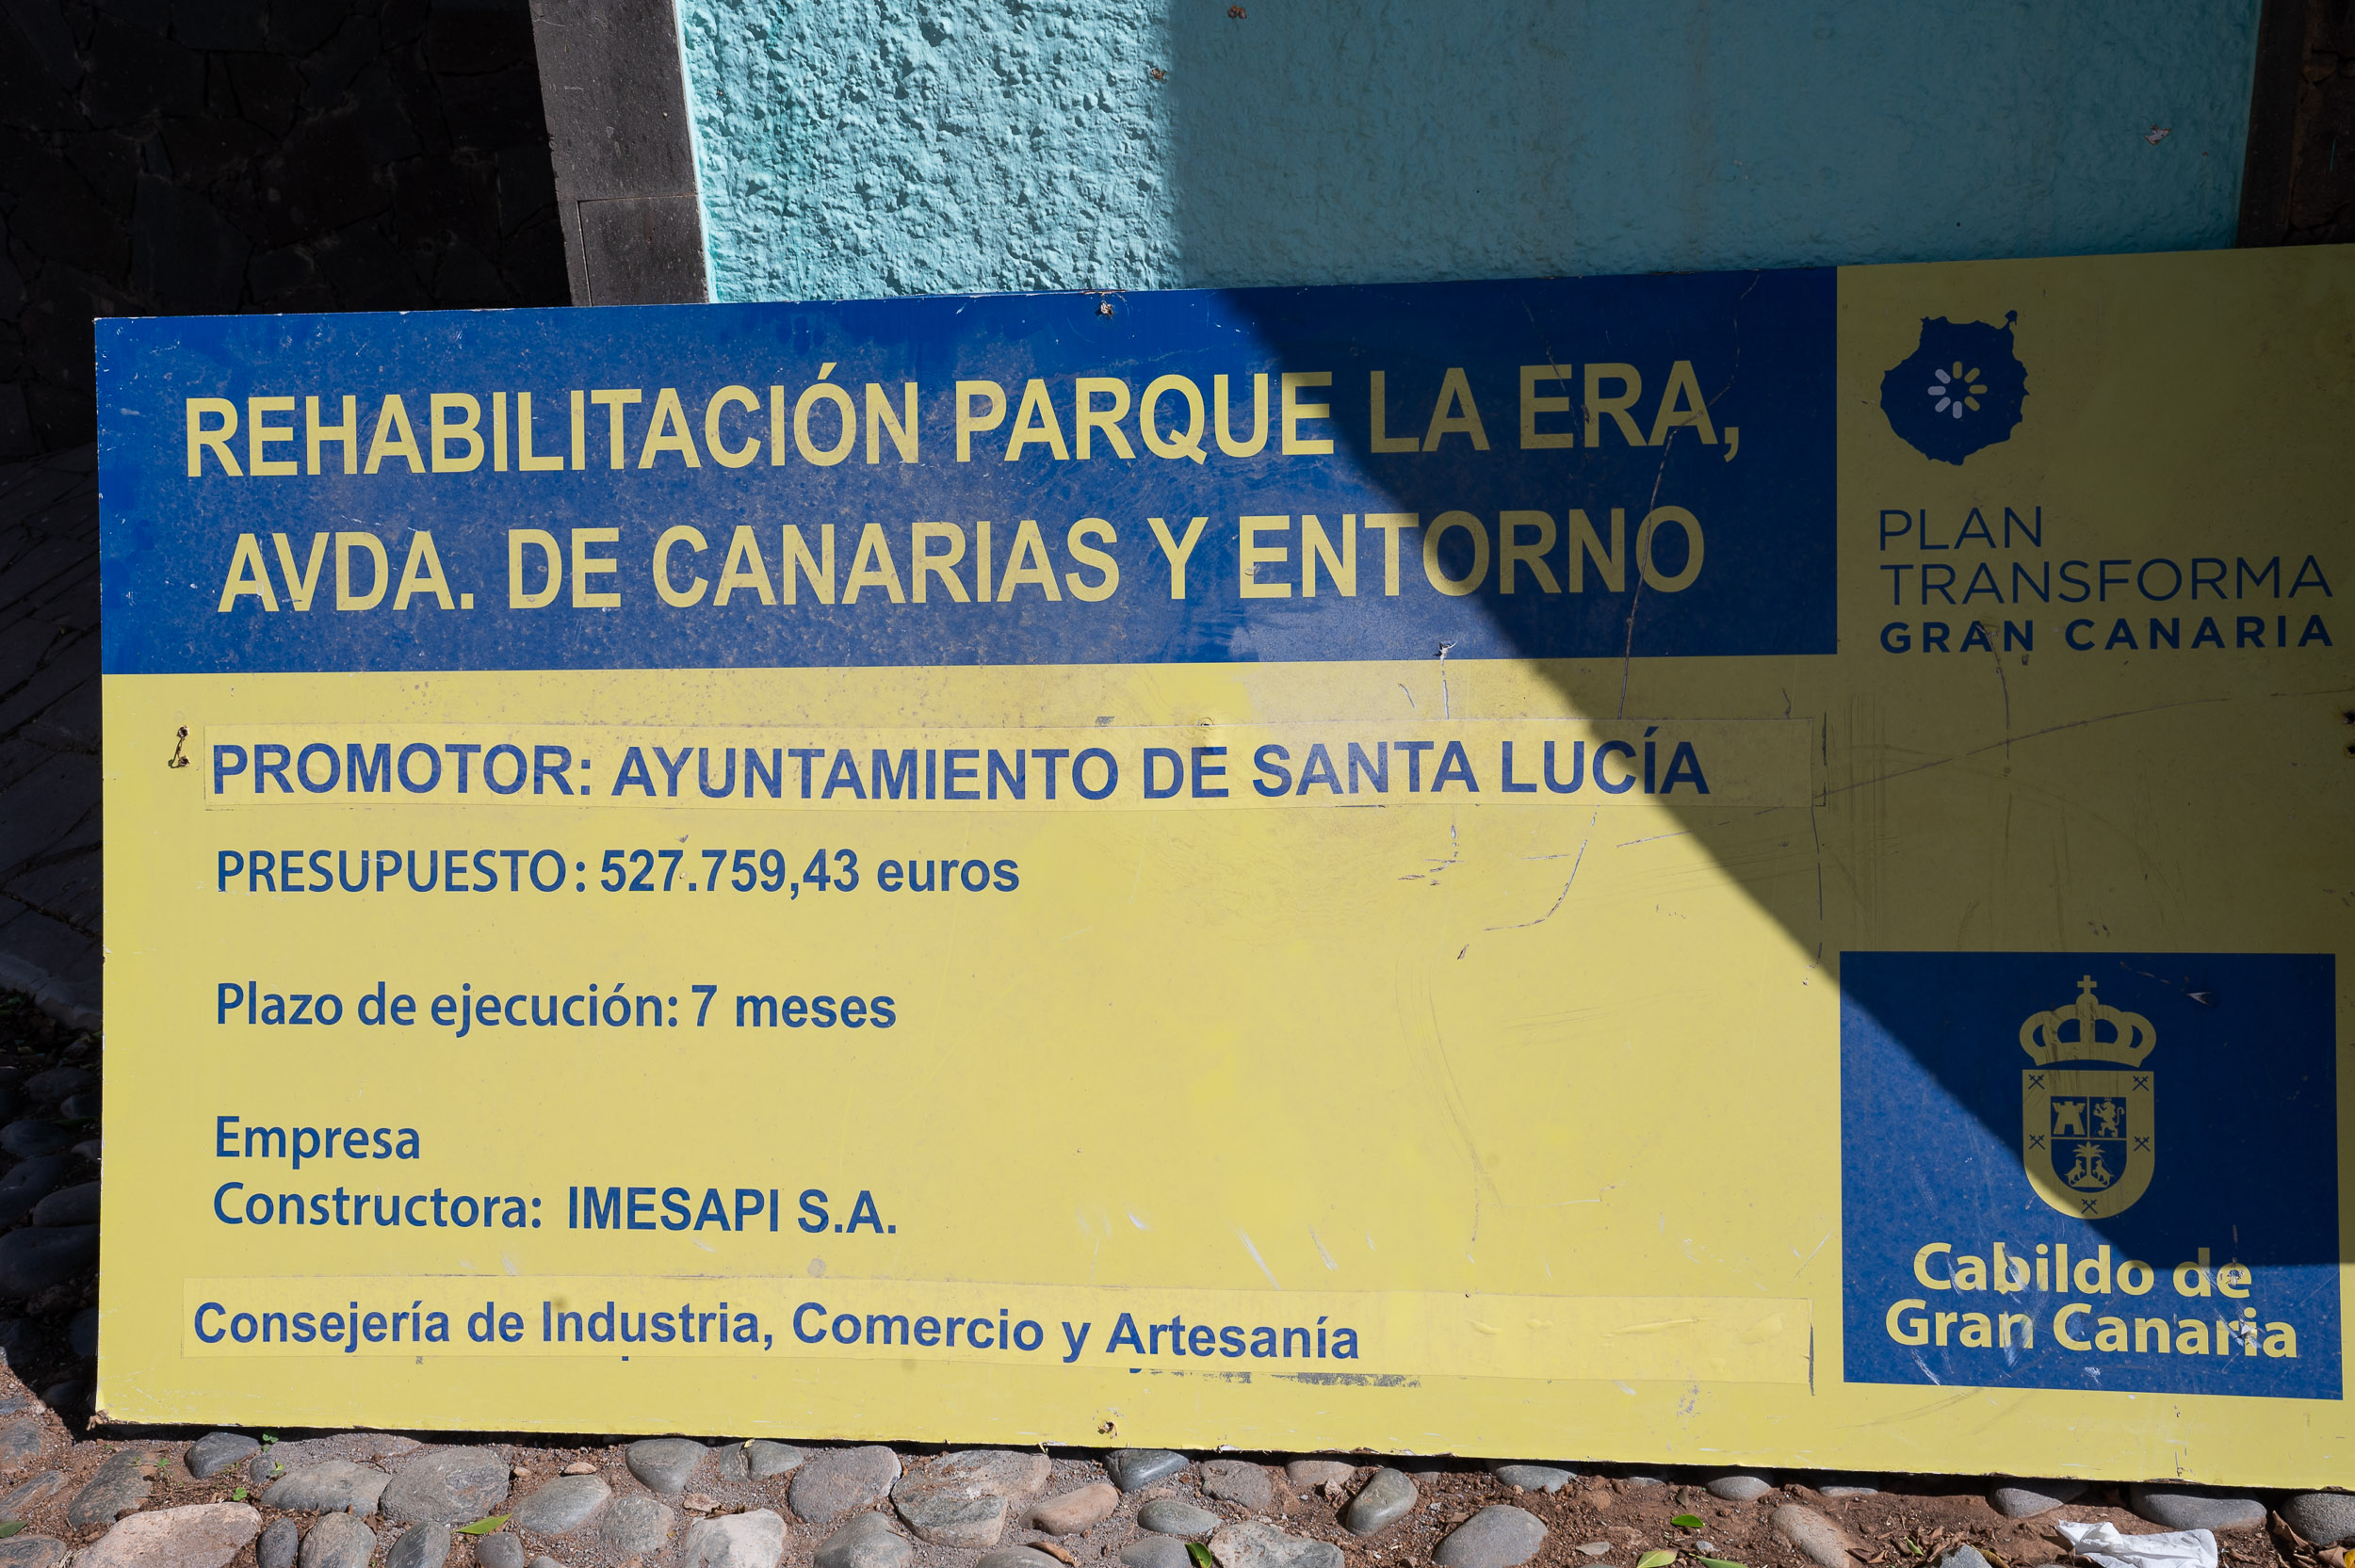 REHABILITACIÓN PARQUE LA ERA,
AVDA. DE CANARIAS Y ENTORNO
PLAN
TRANSFORMA
GRAN CANARIA
PROMOTOR: AYUNTAMIENTO DE SANTA LUCÍA
PRESUPUESTO: 527.759,43 euros
Plazo de ejecución: 7 meses
Empresa
Constructora: IMESAPI S.A.
Consejería de Industria, Comercio y Artesanía
Cabildo de
Gran Canaria